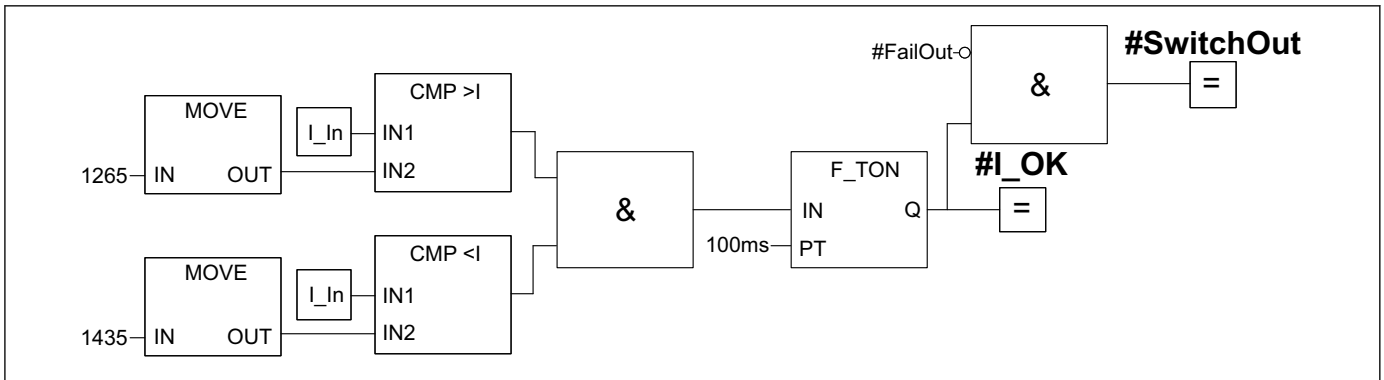 #SwitchOut
#FailOut
&
=
CMP >I
MOVE
I_In
IN1
IN2
1265
IN
OUT
&
F_TON
IN
Q
100ms
PT
#I_OK
=
CMP <I
MOVE
I_In
IN1
IN2
1435
IN
OUT